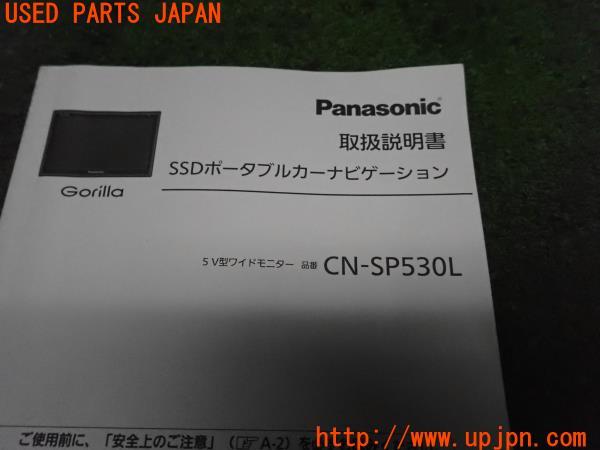 USED PARTS JAPAN
Panasonic
取扱説明書
SSDポータブルカーナビゲーション
Panasonic
Gorilla
5V型ワイドモニター 品番 CN-SP530L
ご使用前に、「安全上のご注意」(A-2)を
http://www.upjpn.com